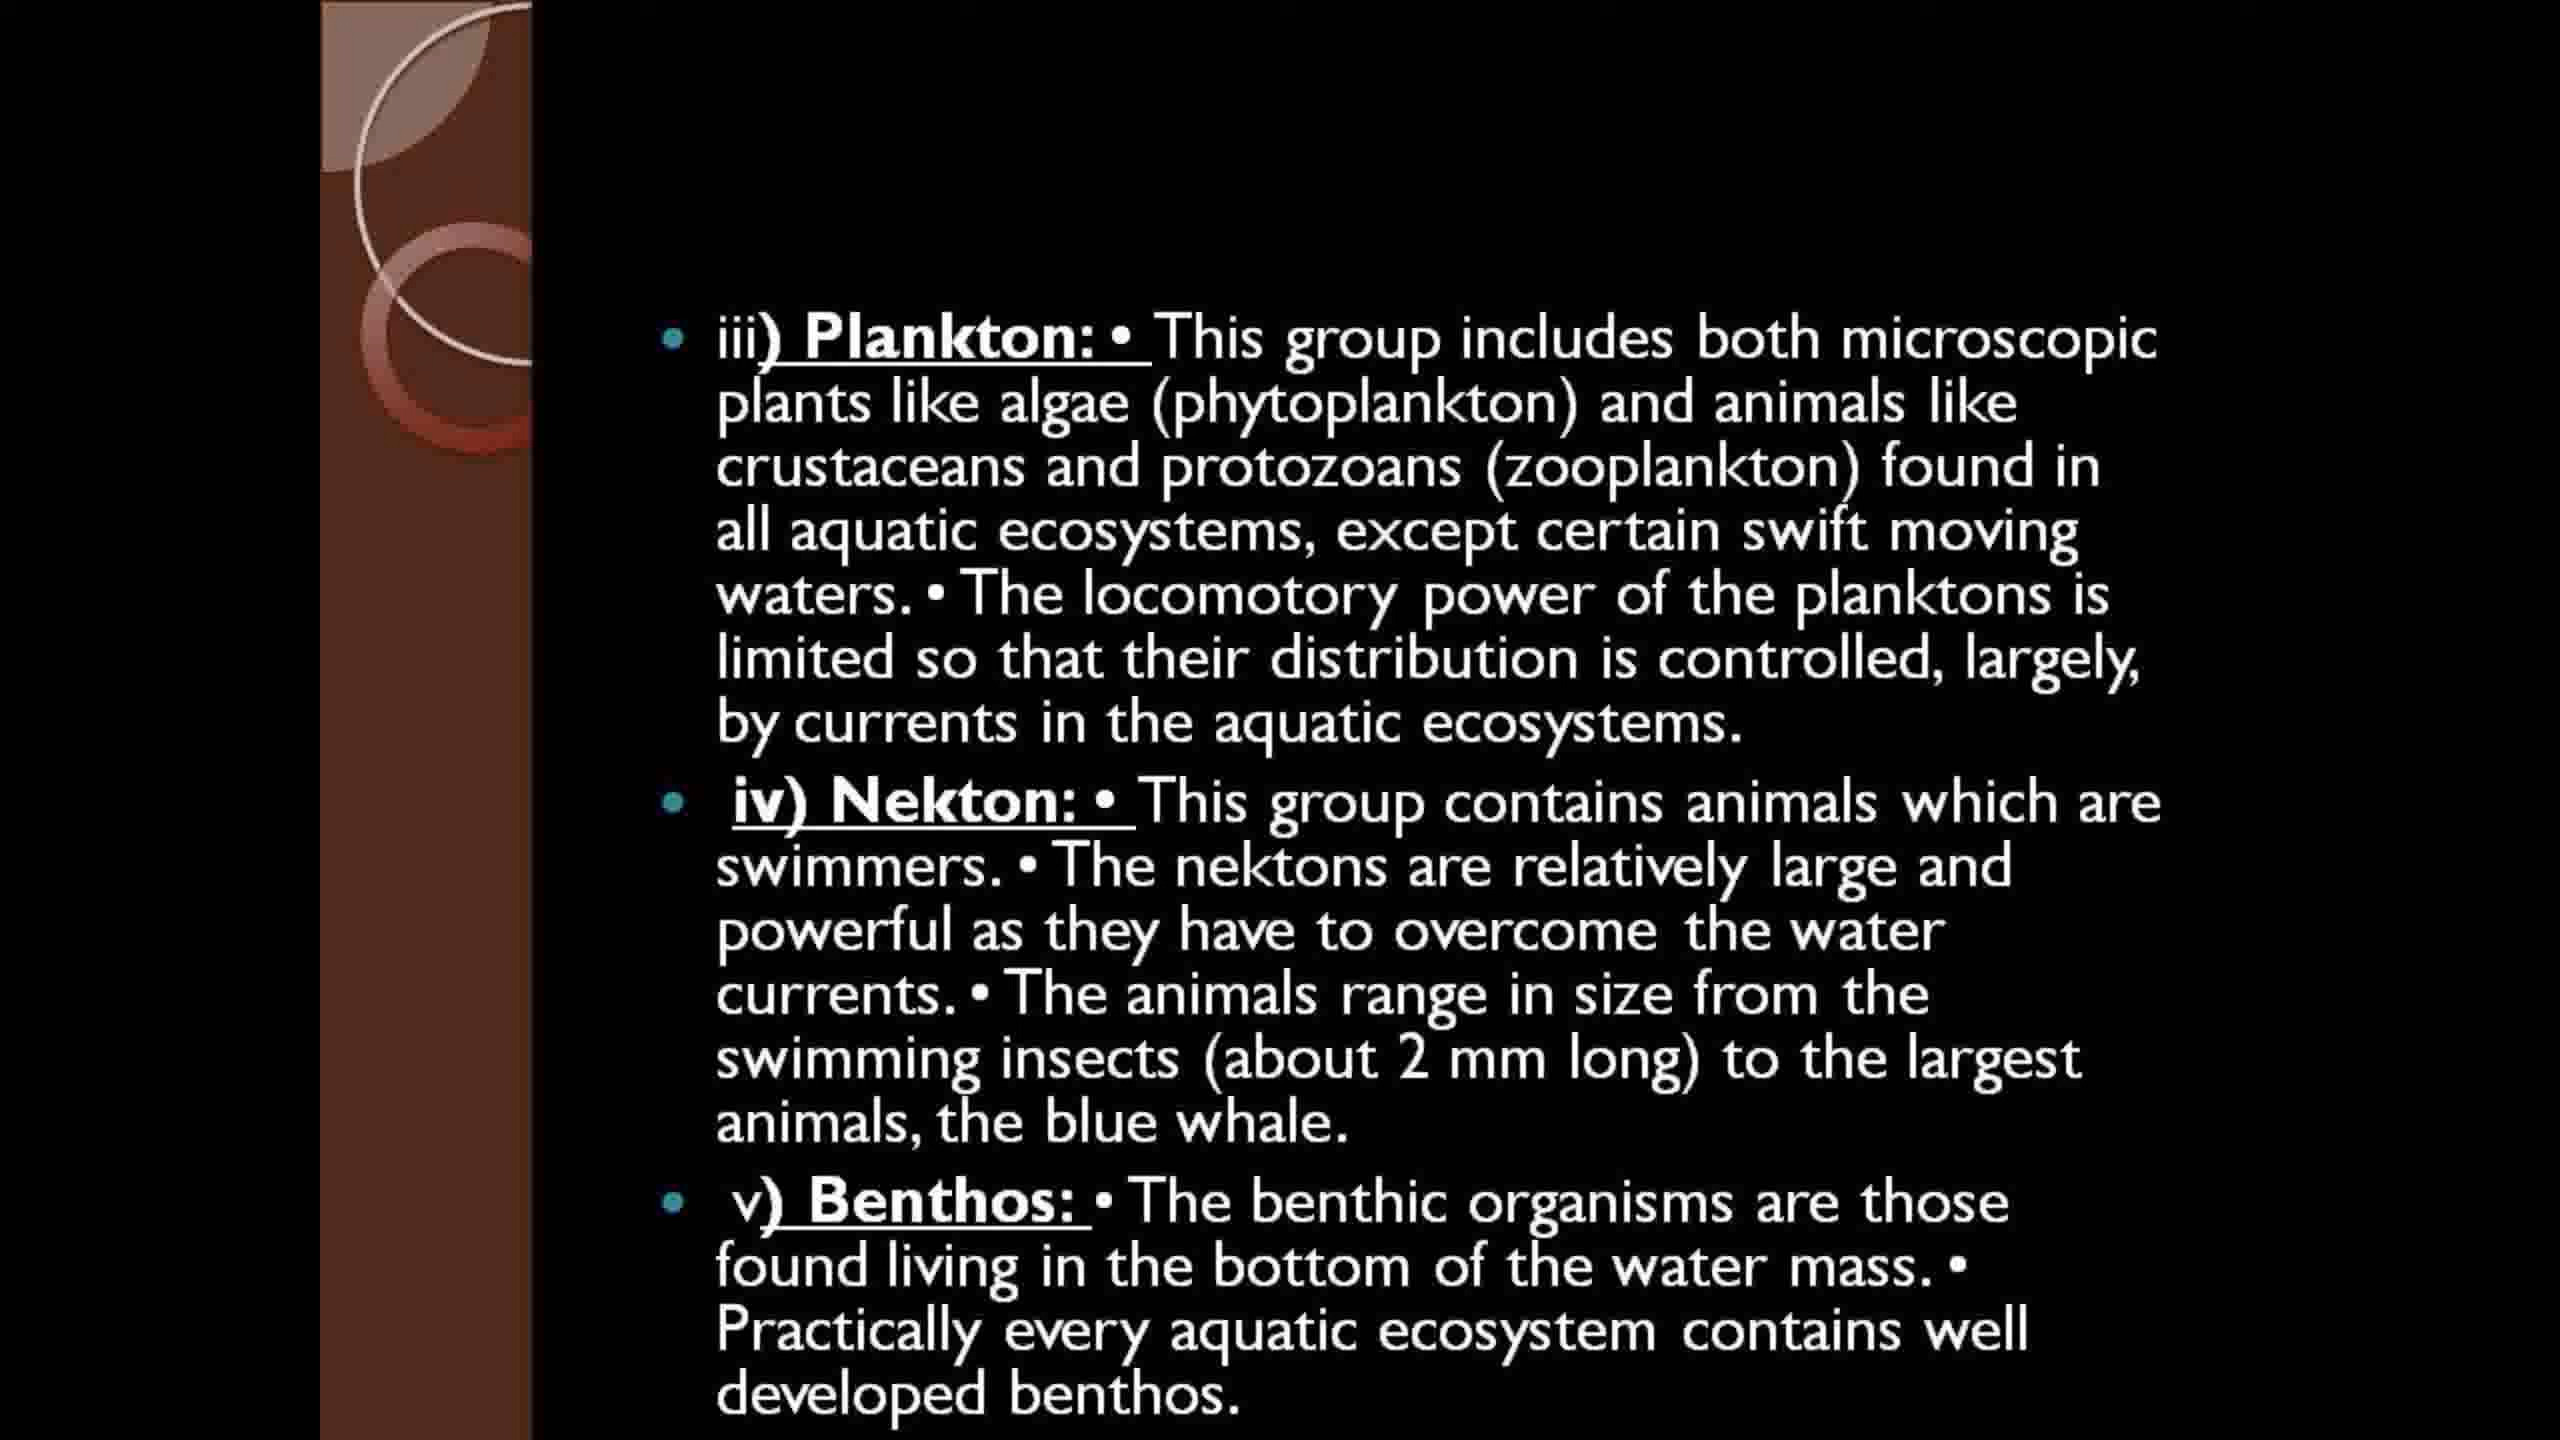 • iii) Plankton: • This group includes both microscopic
plants like algae (phytoplankton) and animals like
crustaceans and protozoans (zooplankton) found in
all aquatic ecosystems, except certain swift moving
waters. • The locomotory power of the planktons is
limited so that their distribution is controlled, largely,
by currents in the aquatic ecosystems.
• iv) Nekton: • This group contains animals which are
swimmers. • The nektons are relatively large and
powerful as they have to overcome the water
currents. • The animals range in size from the
swimming insects (about 2 mm long) to the largest
animals, the blue whale.
• v) Benthos: • The benthic organisms are those
found living in the bottom of the water mass. •
Practically every aquatic ecosystem contains well
developed benthos.